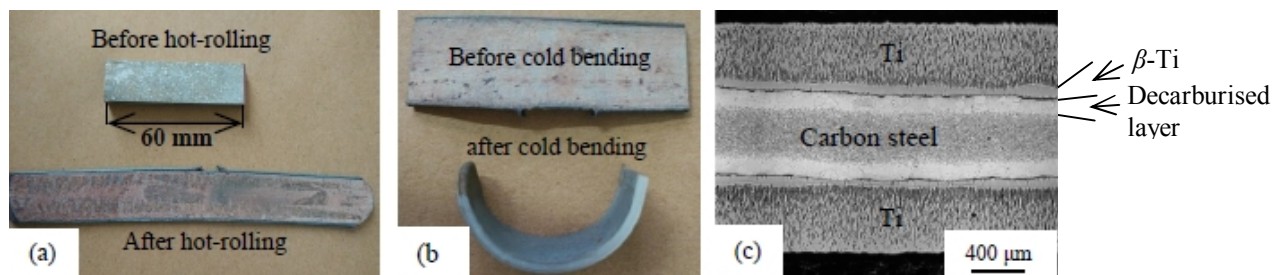 Before hot-rolling
60 mm
After hot-rolling
(a)
Before cold bending
after cold bending
(b)
Ti
Carbon steel
Ti
(c)
400 μm
β-Ti
Decarburised
layer